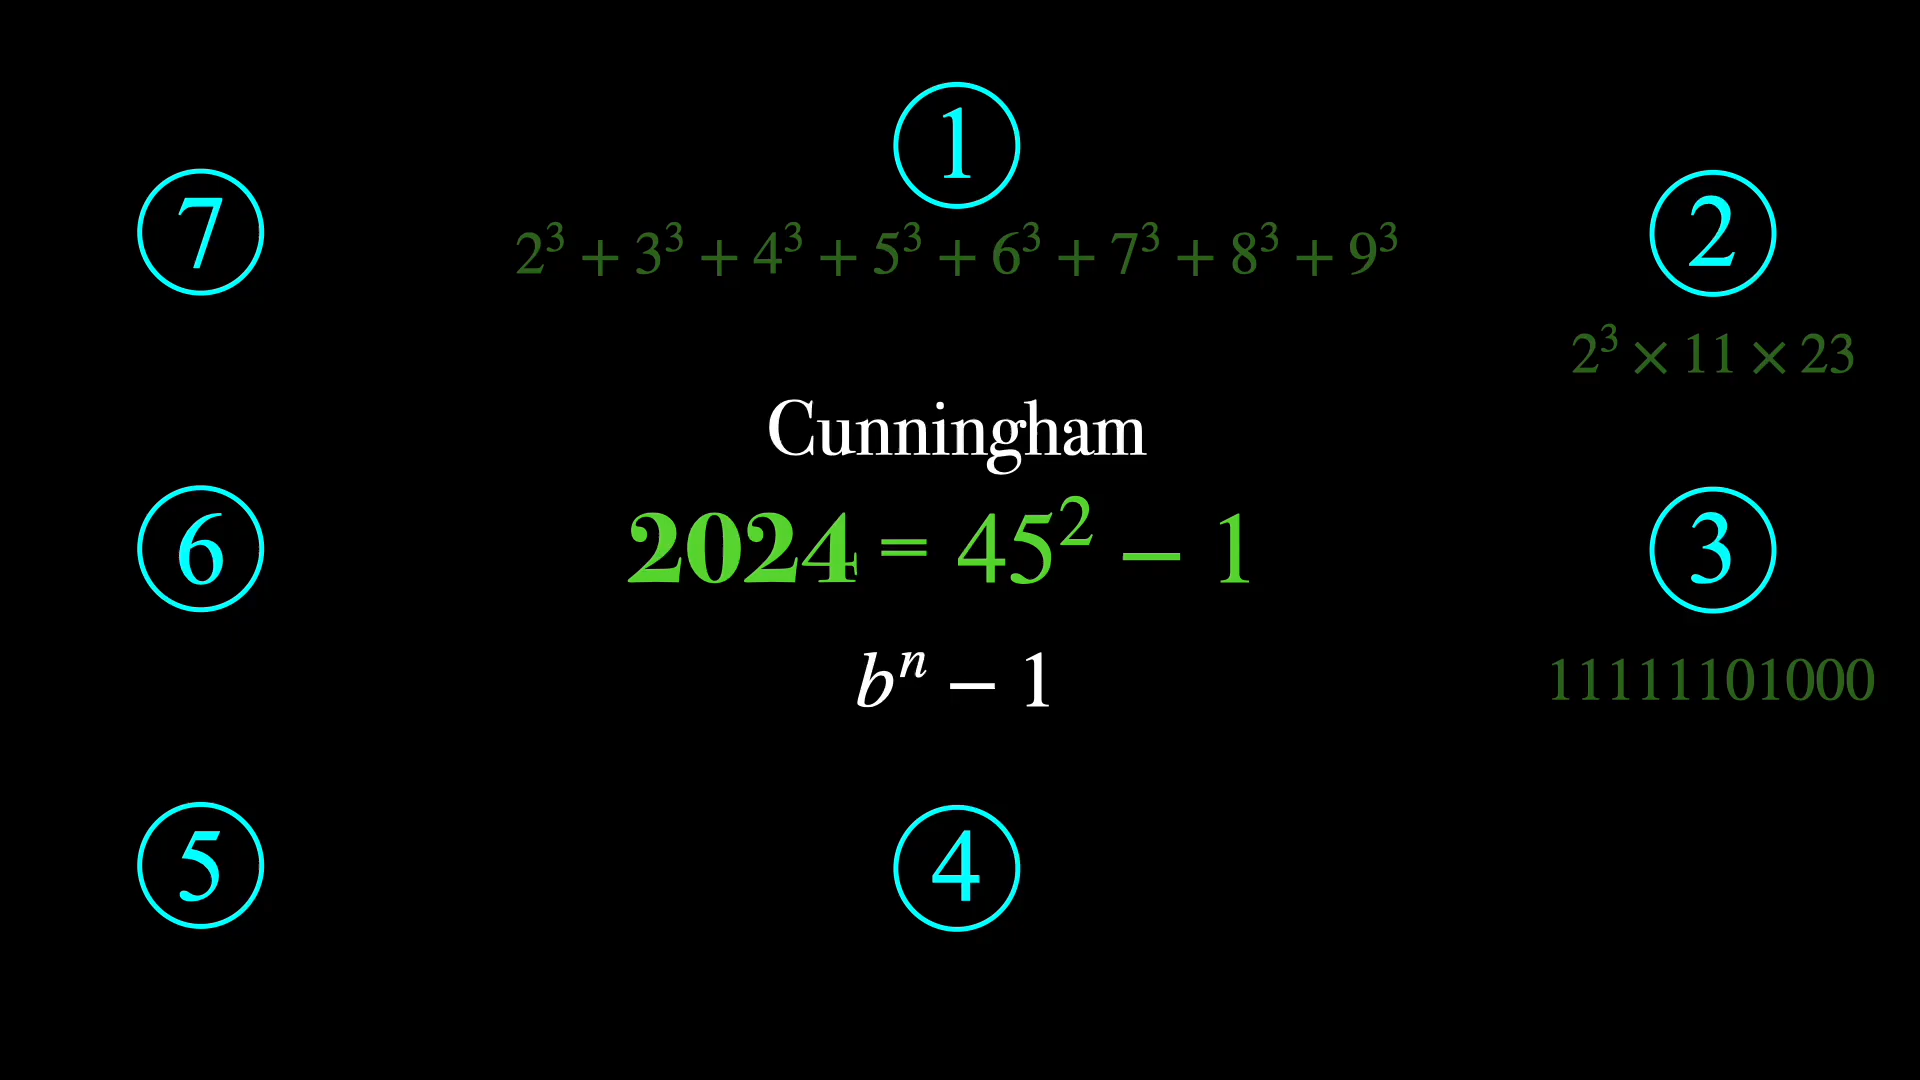 1
7
2
2³ + 3³ + 4³ + 5³ + 6³ + 7³ + 8³ + 9³
2³ × 11 × 23
Cunningham
6
2024 = 45² − 1
3
bⁿ − 1
11111101000
5
4